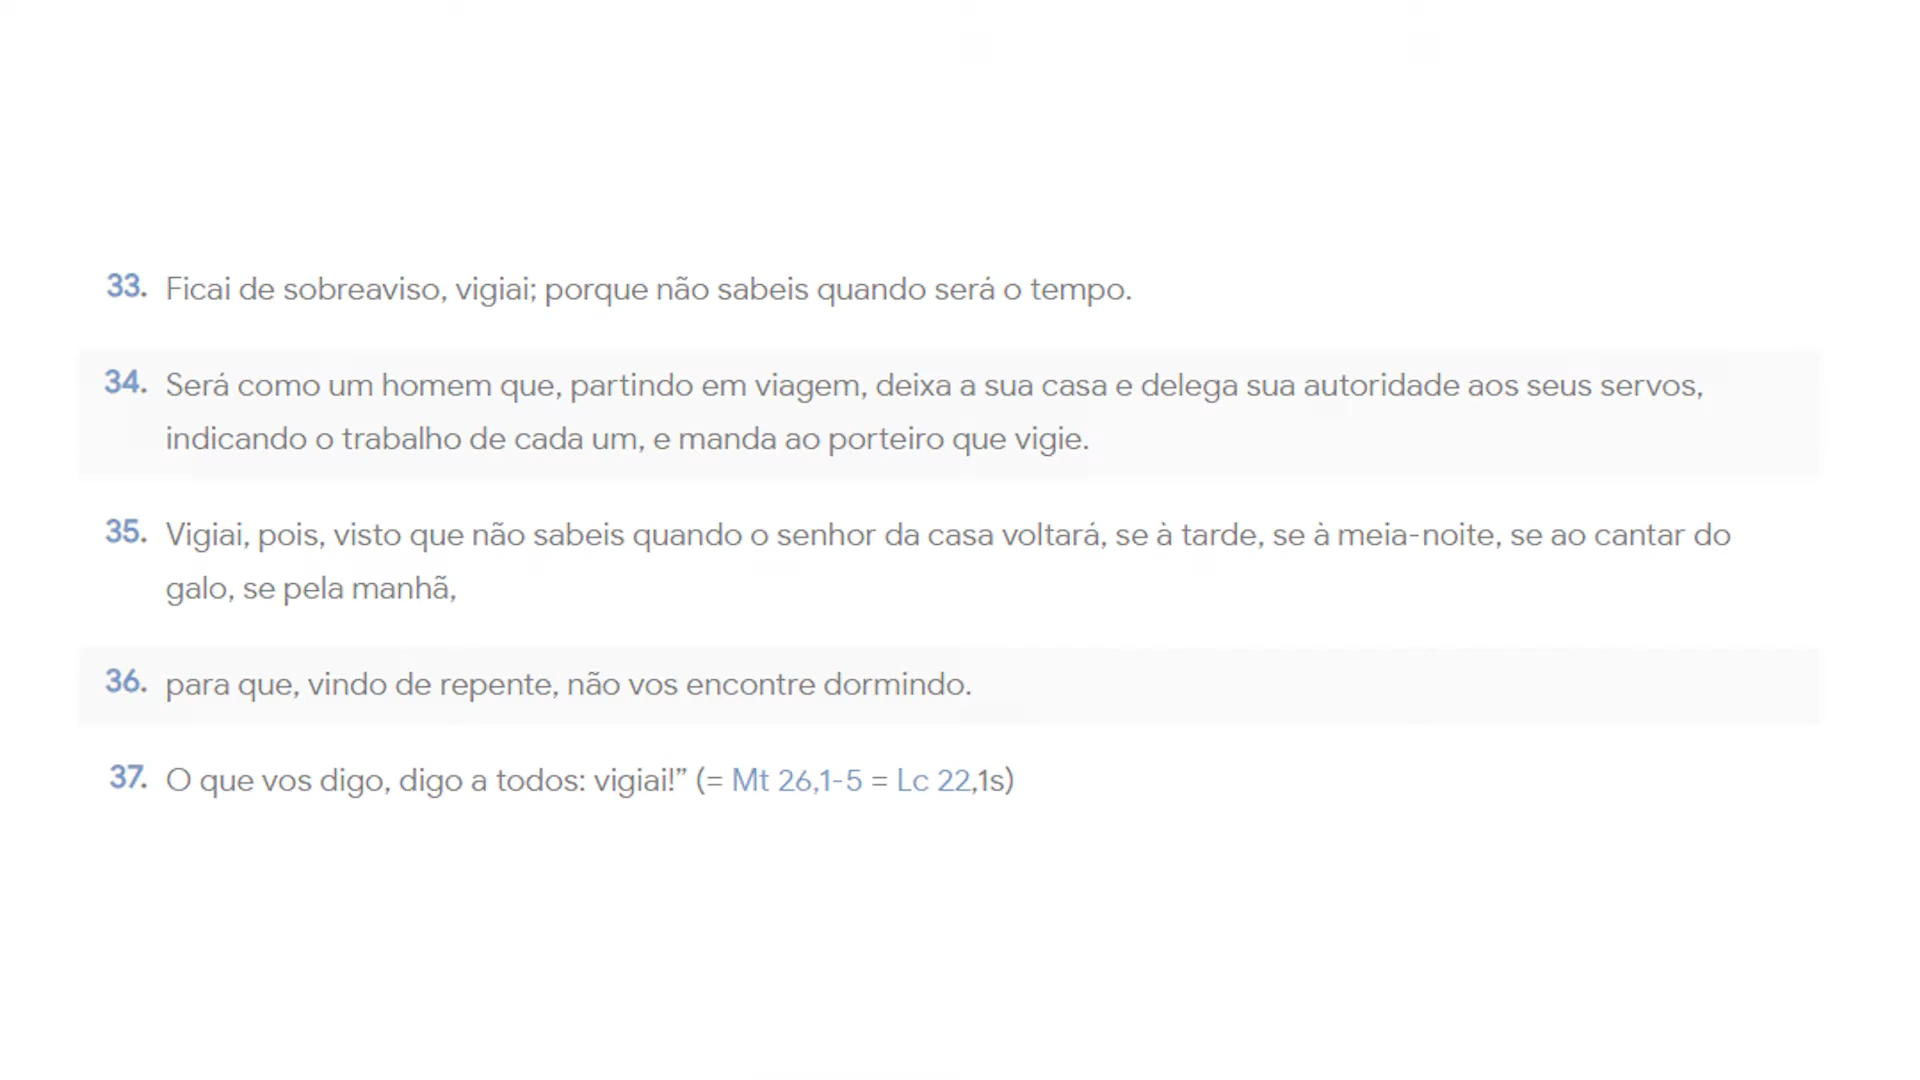 33. Ficai de sobreaviso, vigiai; porque não sabeis quando será o tempo.
34. Será como um homem que, partindo em viagem, deixa a sua casa e delega sua autoridade aos seus servos,
indicando o trabalho de cada um, e manda ao porteiro que vigie.
35. Vigiai, pois, visto que não sabeis quando o senhor da casa voltará, se à tarde, se à meia-noite, se ao cantar do
galo, se pela manhã,
36. para que, vindo de repente, não vos encontre dormindo.
37. O que vos digo, digo a todos: vigiai!” (= Mt 26,1-5 = Lc 22,1s)